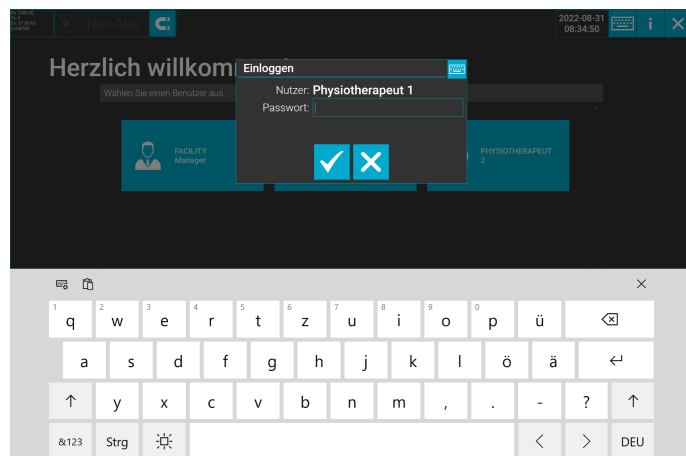 Not-Aus
2022-08-31
08:34:50
i
Herzlich willkom
Wählen Sie einen Benutzer aus
Einloggen
Nutzer: Physiotherapeut 1
Passwort:
FACILITY
Manager
PHYSIOTHERAPEUT
2
1 2 3 4 5 6 7 8 9 0
q w e r t z u i o p ü
a s d f g h j k l ö ä
y x c v b n m , . - ?
&123 Strg < > DEU